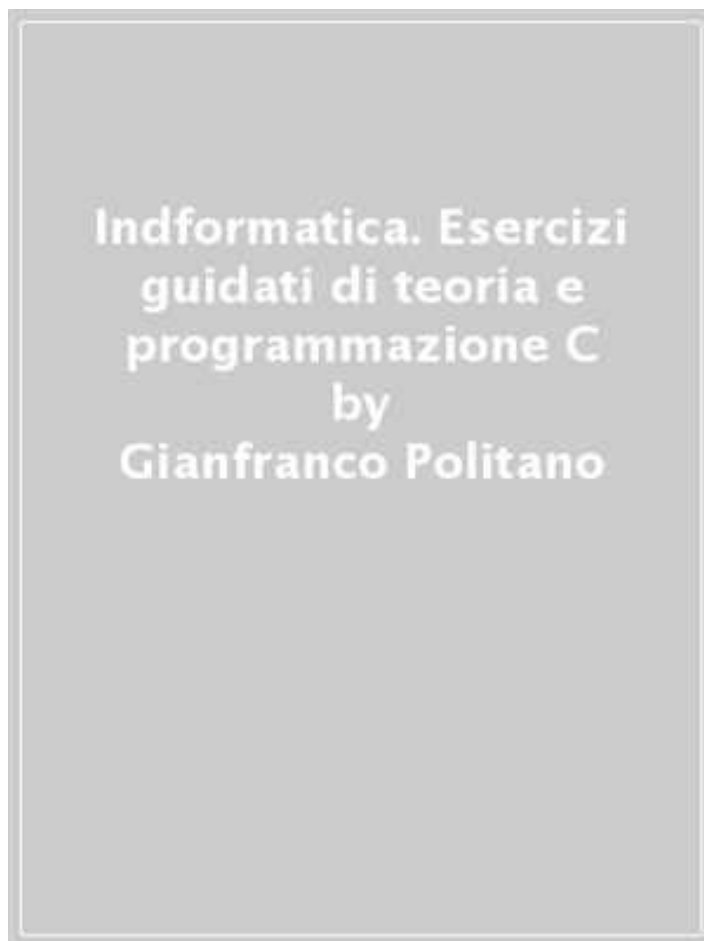 Indformatica. Esercizi
guidati di teoria e
programmazione C
by
Gianfranco Politano